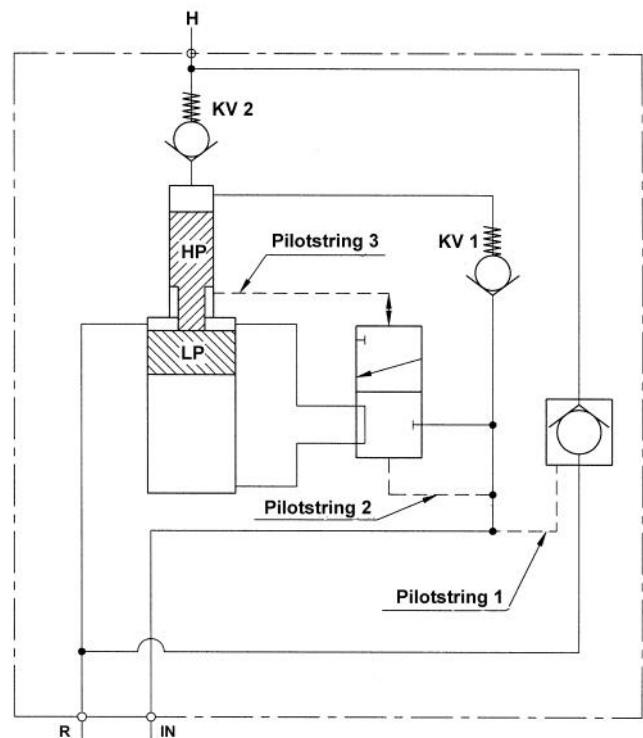 H
KV 2
HP
Pilotstring 3
KV 1
LP
Pilotstring 2
Pilotstring 1
R
IN